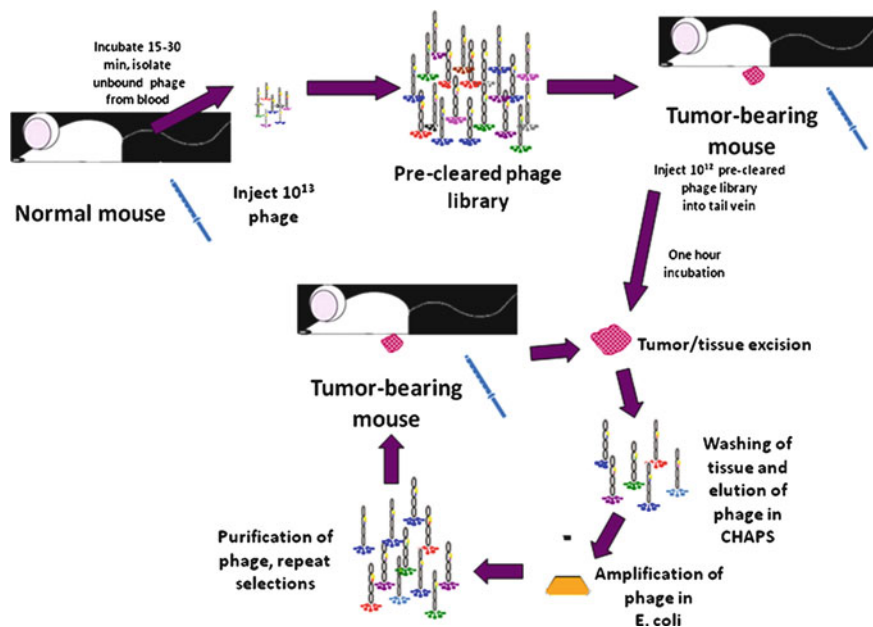 Incubate 15-30
min, isolate
unbound phage
from blood
Normal mouse
Inject 10¹³
phage
Pre-cleared phage
library
Tumor-bearing
mouse
Inject 10¹² pre-cleared
phage library
into tail vein
One hour
incubation
Tumor/tissue excision
Tumor-bearing
mouse
Washing of
tissue and
elution of
phage in
CHAPS
Amplification of
phage in
E. coli
Purification of
phage, repeat
selections